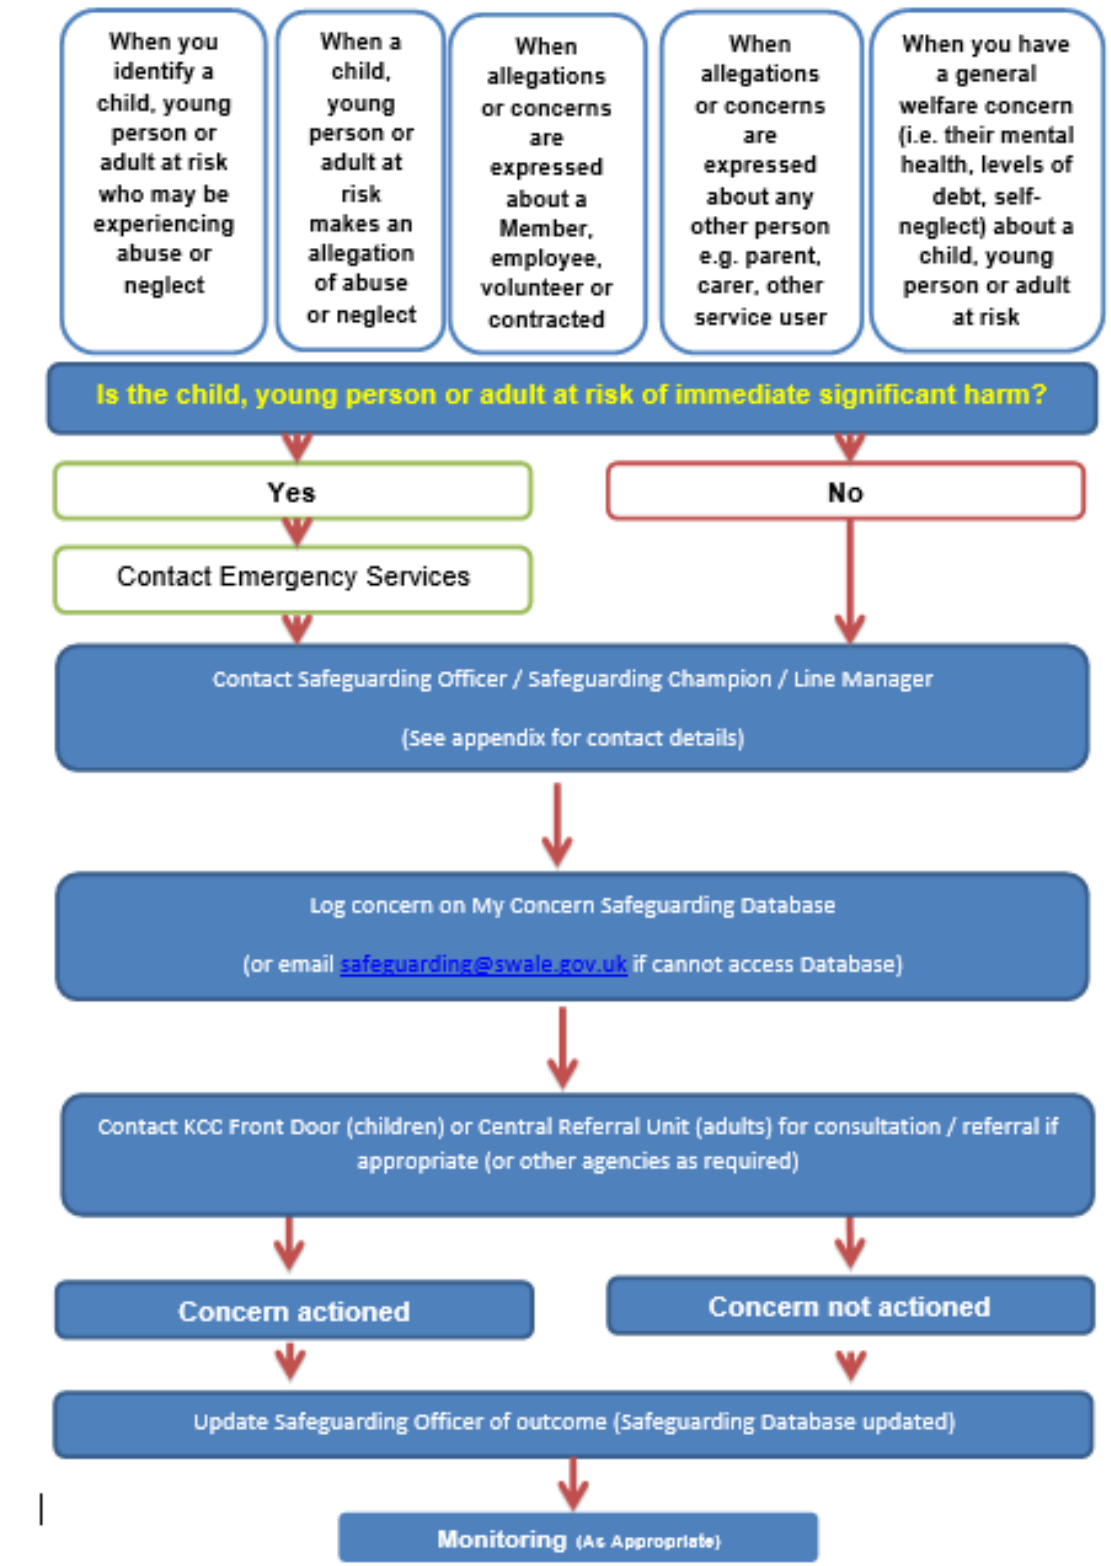 When you
identify a
child, young
person or
adult at risk
who may be
experiencing
abuse or
neglect
When a
child,
young
person or
adult at
risk
makes an
allegation
of abuse
or neglect
When
allegations
or concerns
are
expressed
about a
Member,
employee,
volunteer or
contracted
When
allegations
or concerns
are
expressed
about any
other person
e.g. parent,
carer, other
service user
When you have
a general
welfare concern
(i.e. their mental
health, levels of
debt, self-
neglect) about a
child, young
person or adult
at risk
Is the child, young person or adult at risk of immediate significant harm?
Yes
No
Contact Emergency Services
Contact Safeguarding Officer / Safeguarding Champion / Line Manager
(See appendix for contact details)
Log concern on My Concern Safeguarding Database
(or email safeguarding@swale.gov.uk if cannot access Database)
Contact KCC Front Door (children) or Central Referral Unit (adults) for consultation / referral if
appropriate (or other agencies as required)
Concern actioned
Concern not actioned
Update Safeguarding Officer of outcome (Safeguarding Database updated)
Monitoring (As Appropriate)